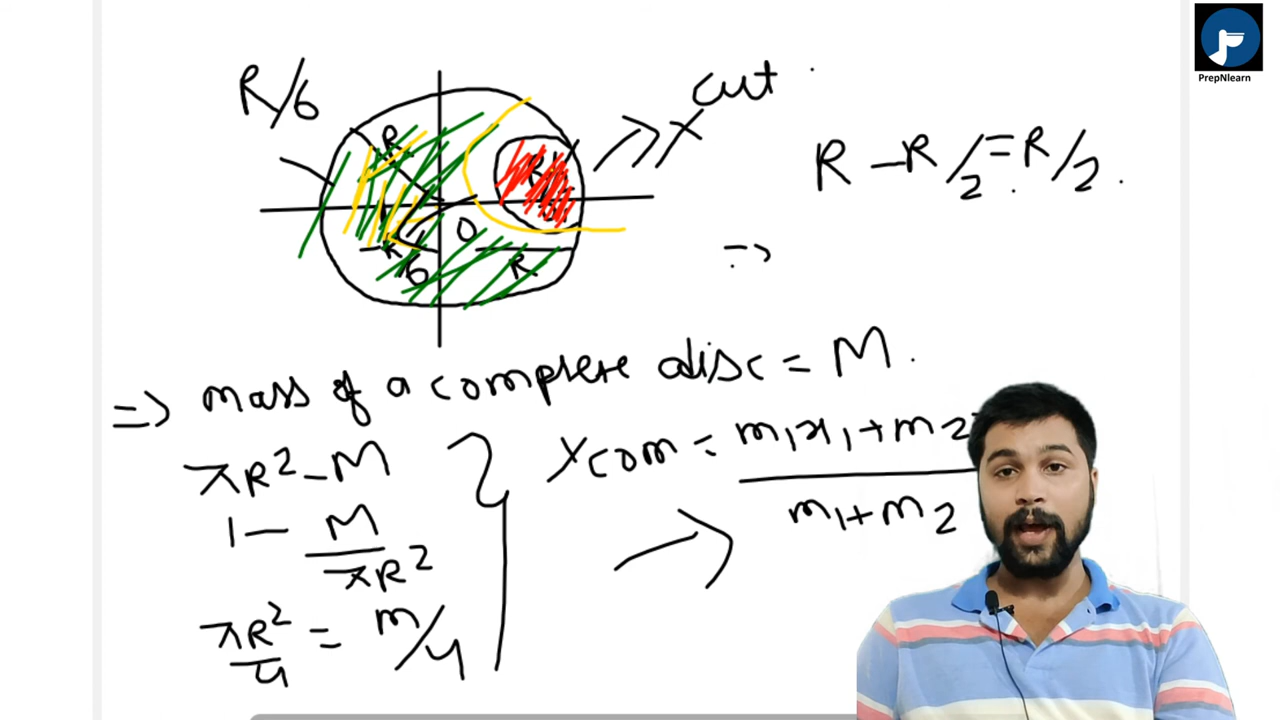 PrepNlearn
R/6
cut
R
R - R/2 = R/2 .
O
R
6
R
=>
=> mass of a complete disc = M.
πR² - M
1 - M/πR²
πR²/4 = m/4
Xcom = m₁x₁ + m₂
m₁ + m₂